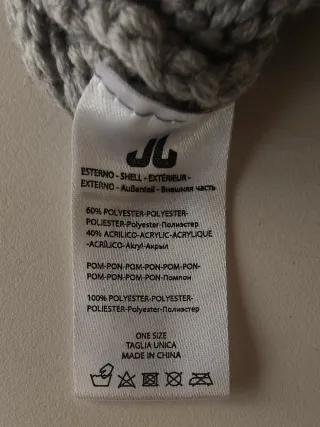 ESTERNO - SHELL - EXTÉRIEUR -
EXTERNO - Außenteil - Внешняя часть
60% POLYESTER-POLYESTER-
POLIESTER-Polyester-Полиэстер
40% ACRILICO-ACRYLIC-ACRYLIQUE
-ACRÍLICO-Akryl-Акрыл
POM-PON-POM-PON-POM-PON-
POM-PON-POM-PON-Помпон
100% POLYESTER-POLYESTER-
POLIESTER-Polyester-Полиэстер
ONE SIZE
TAGLIA UNICA
MADE IN CHINA